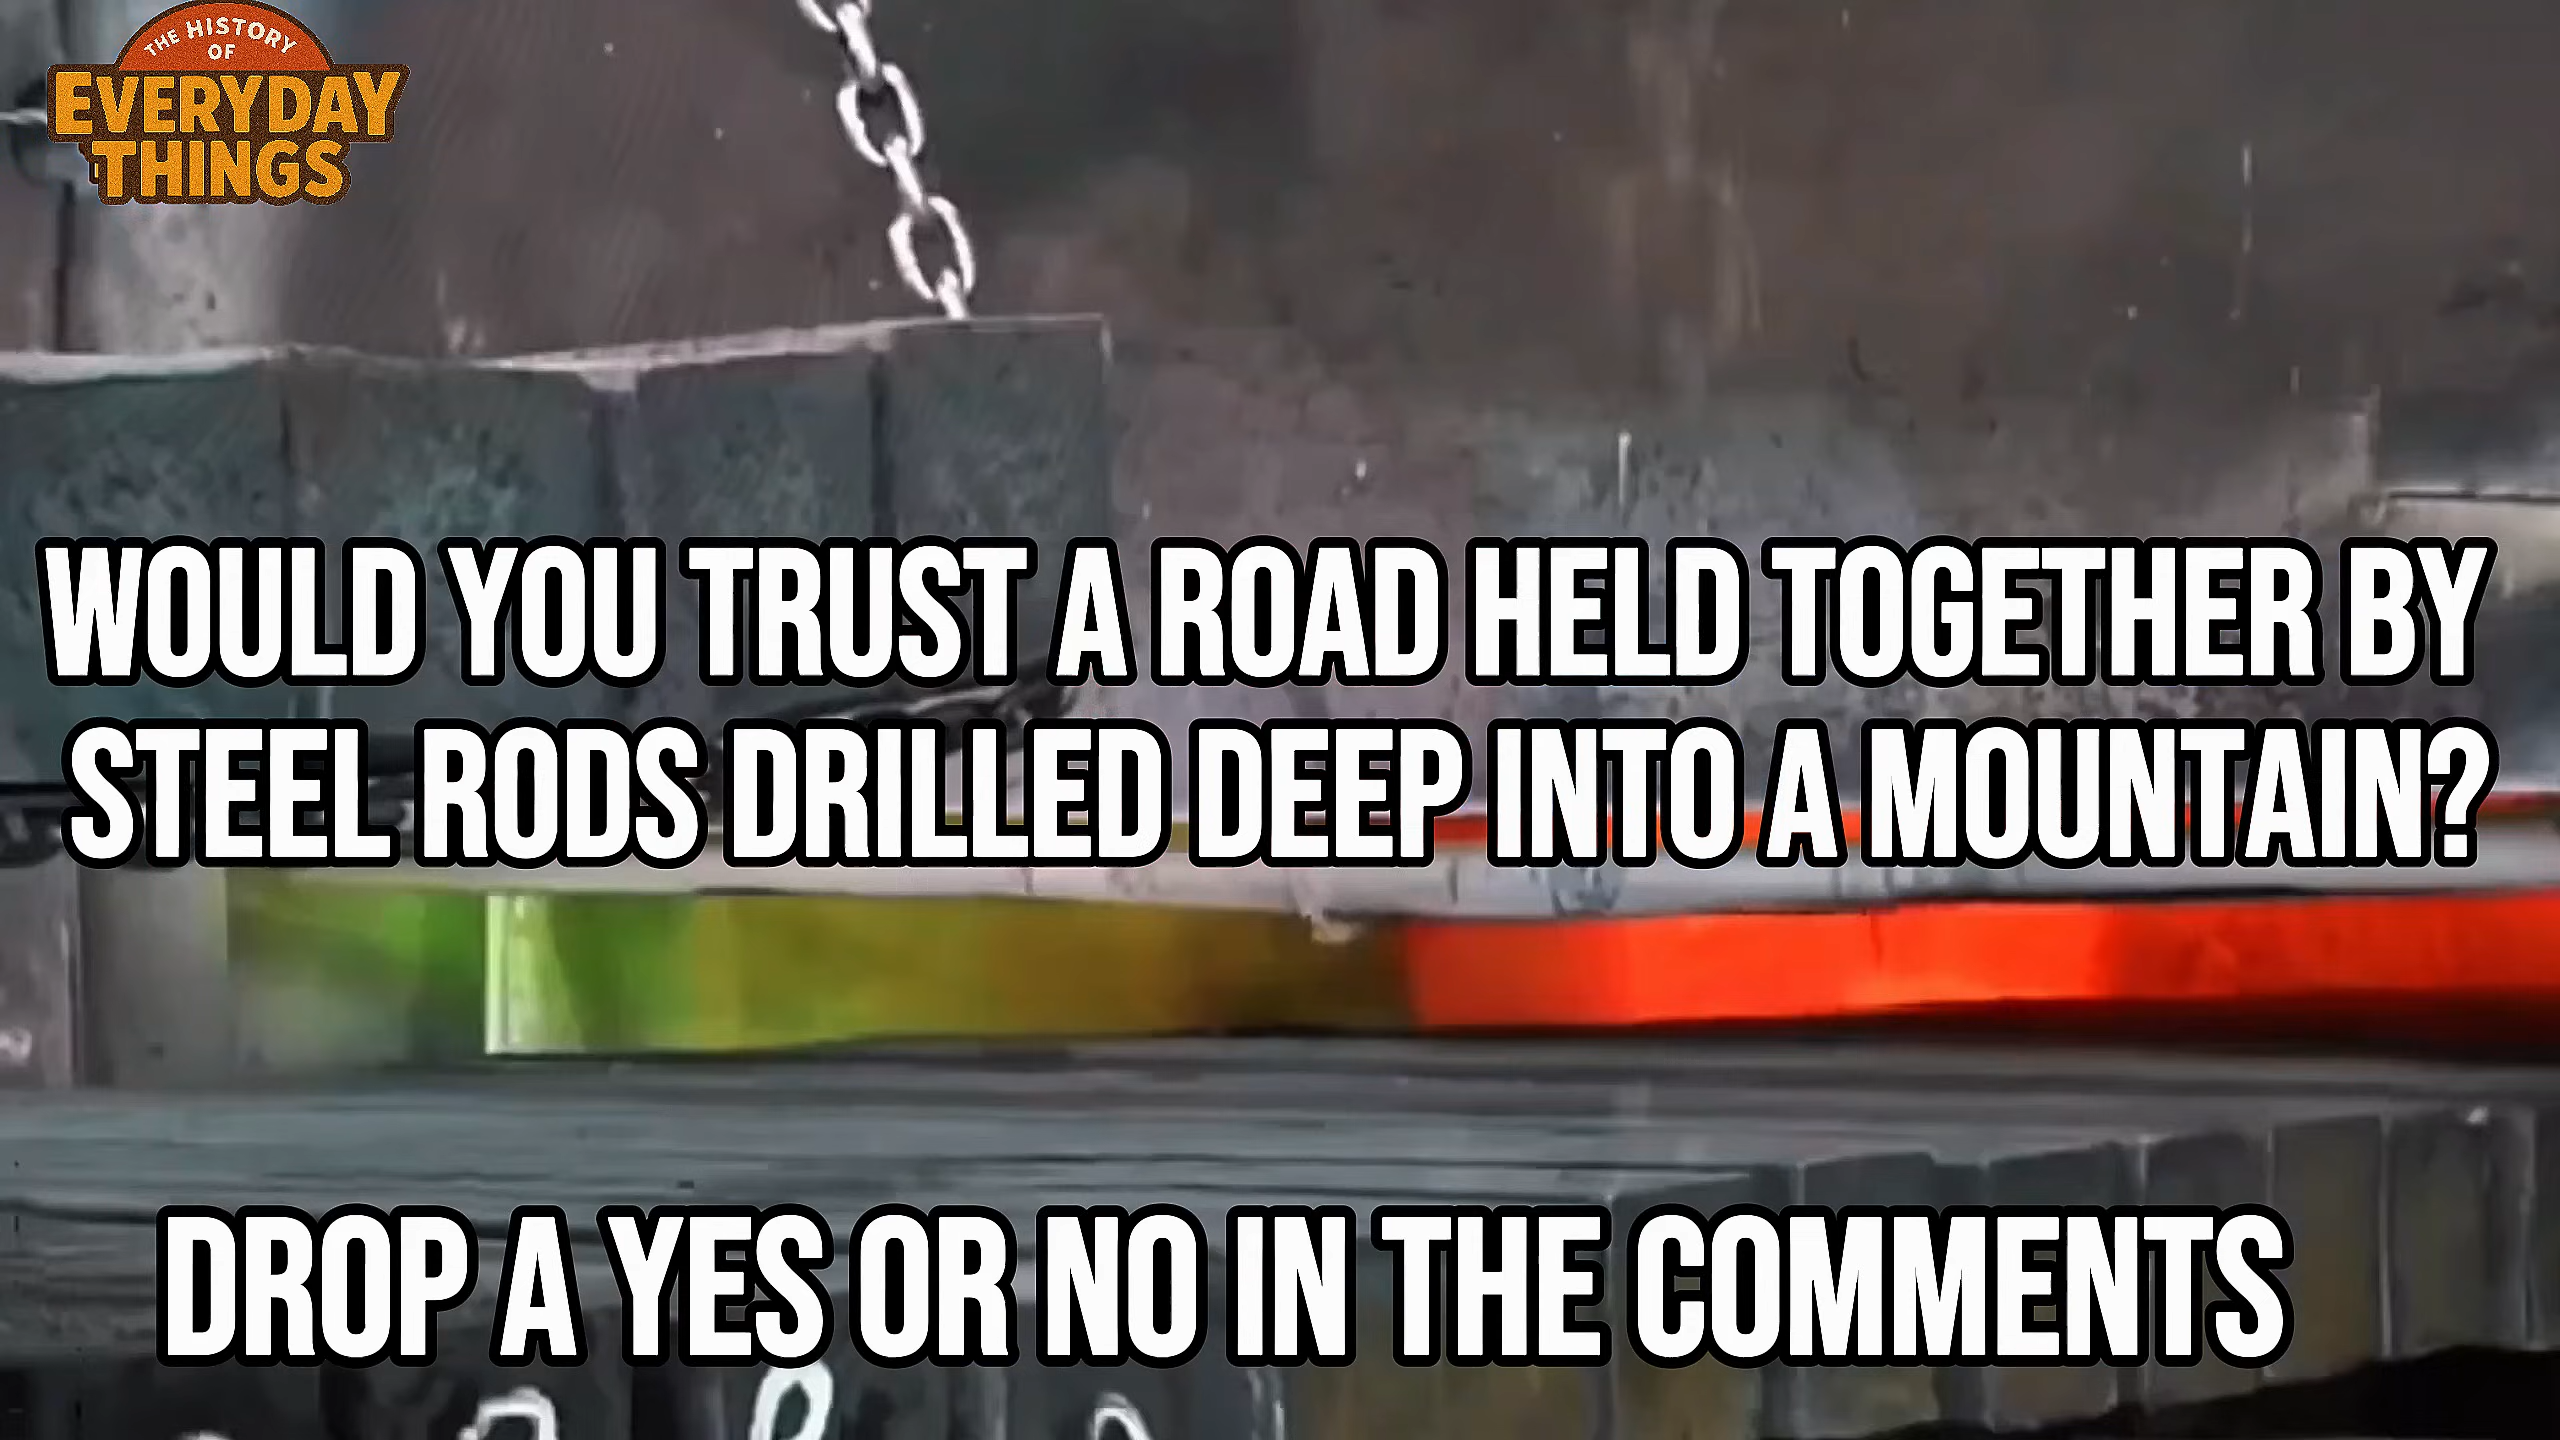 THE HISTORY
OF
EVERYDAY
THINGS
WOULD YOU TRUST A ROAD HELD TOGETHER BY
STEEL RODS DRILLED DEEP INTO A MOUNTAIN?
DROP A YES OR NO IN THE COMMENTS